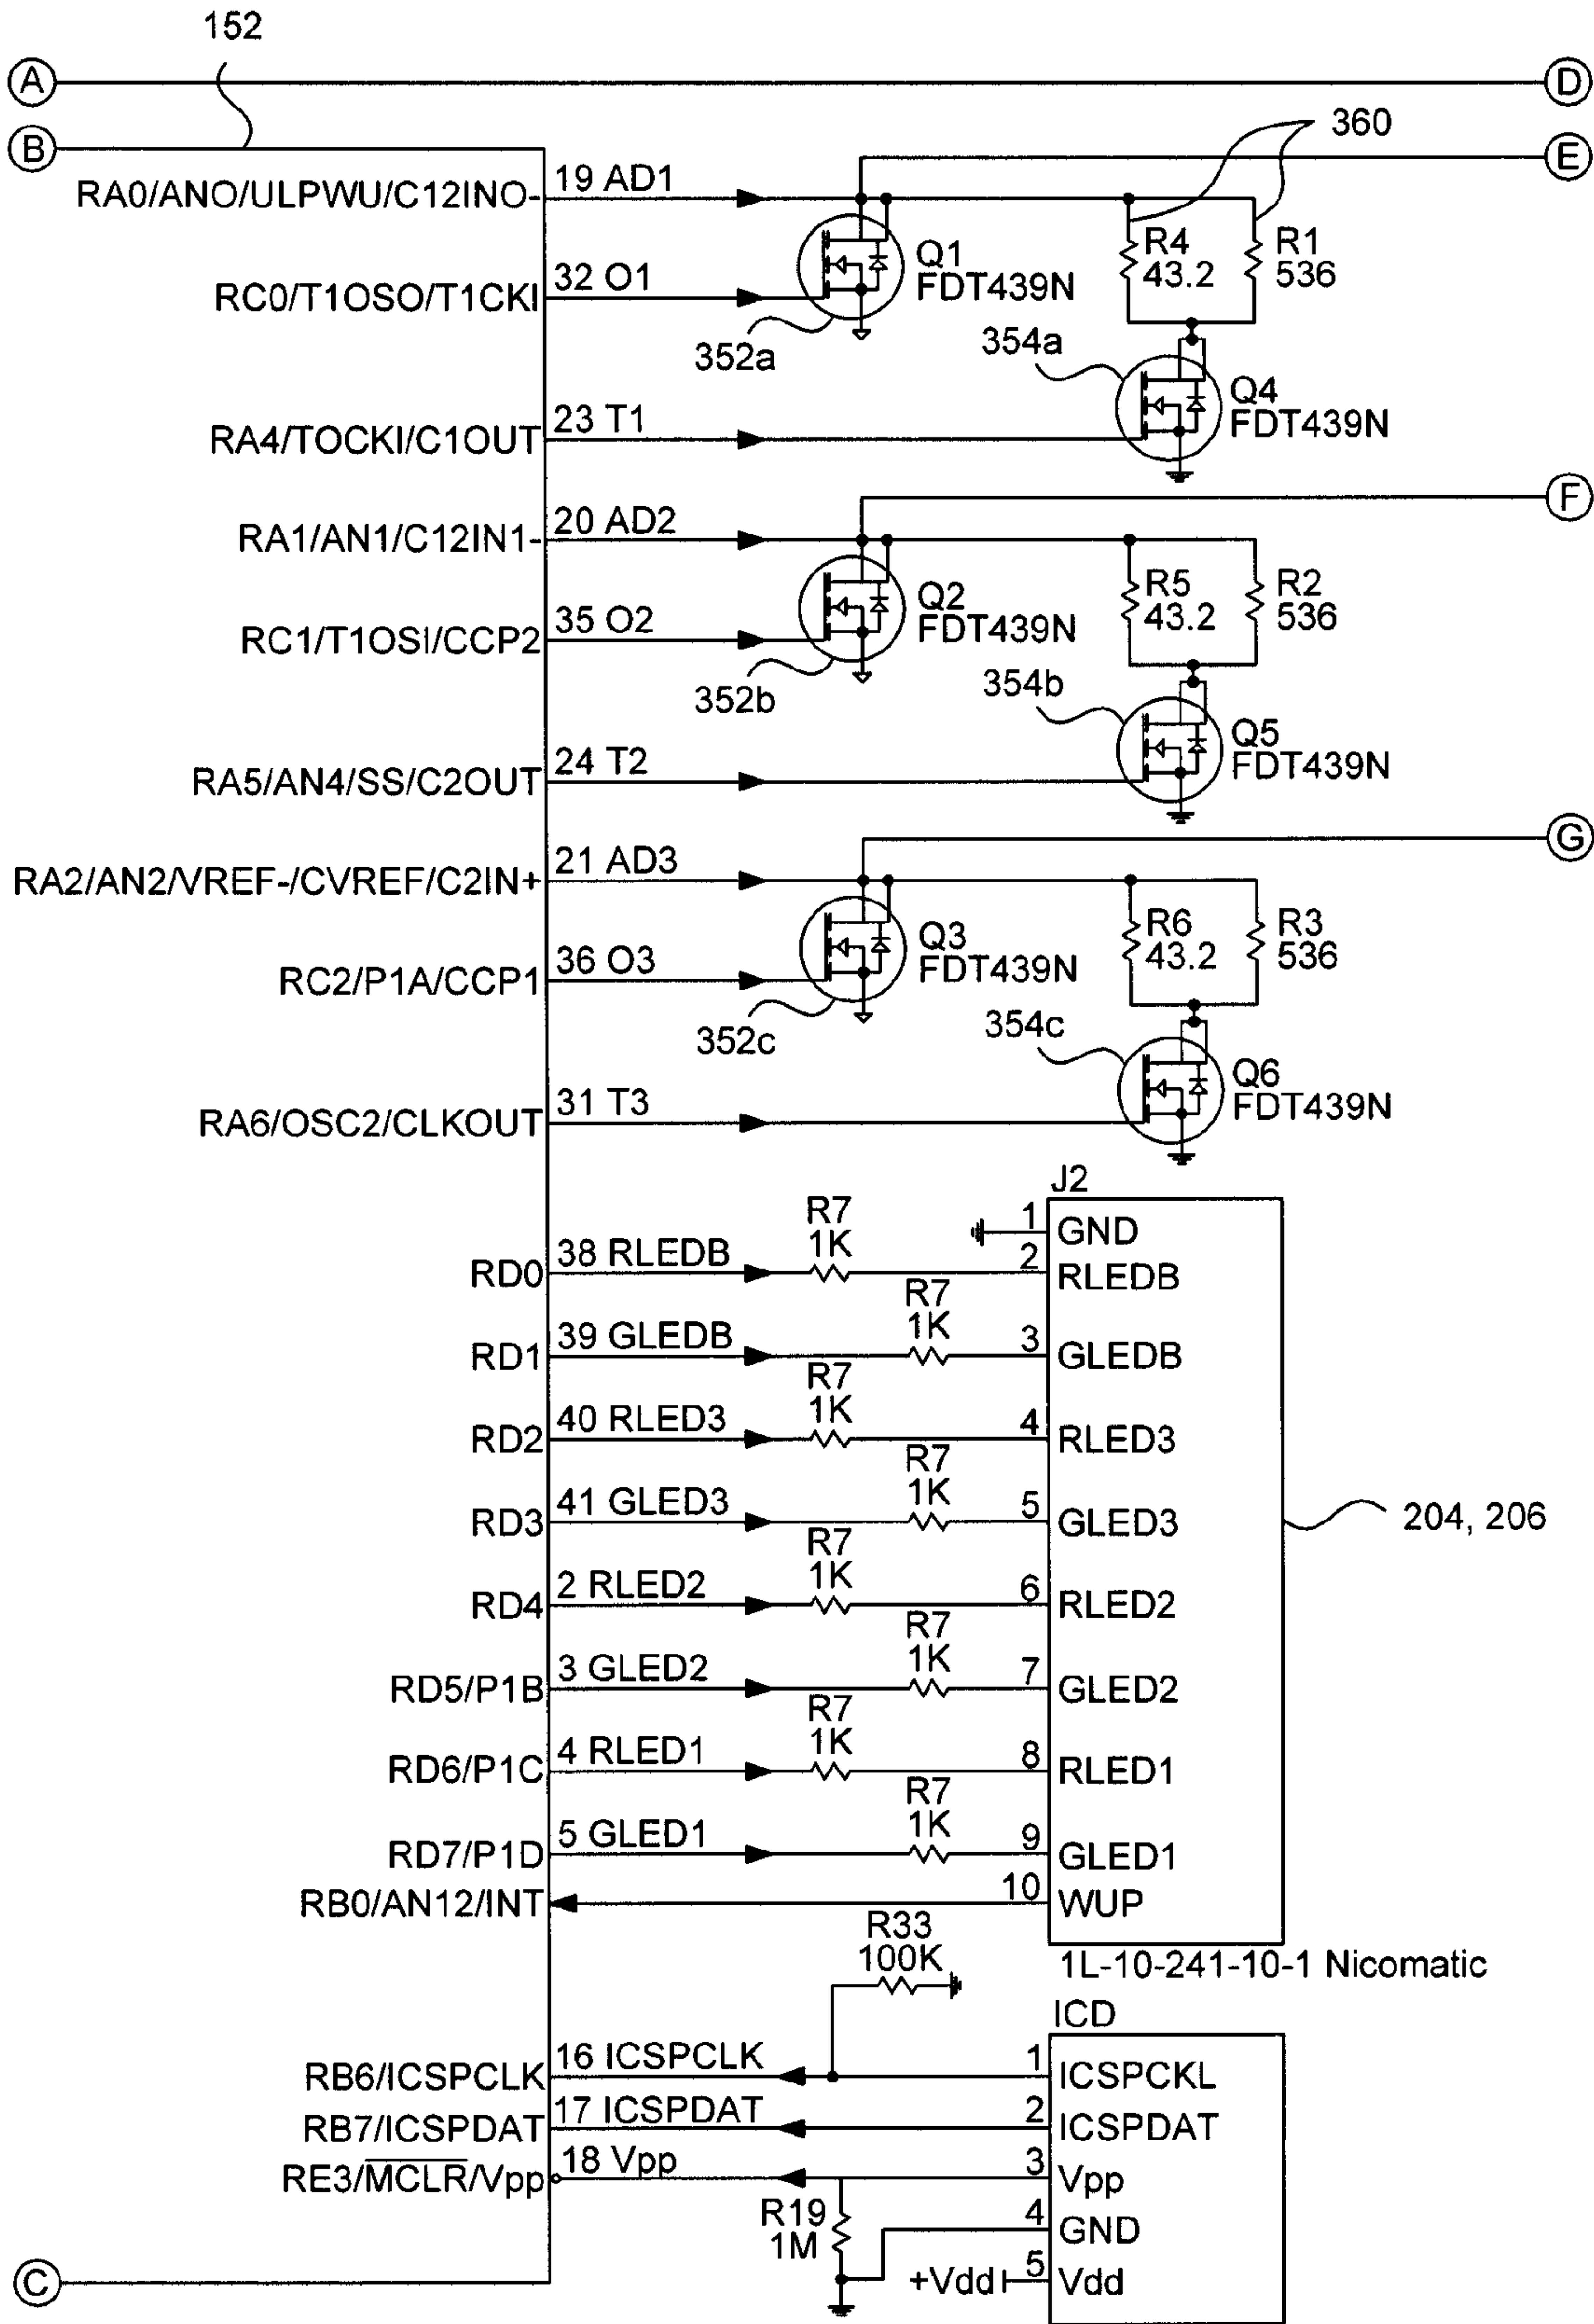 152
A
D
B
360
E
RA0/ANO/ULPWU/C12INO-
19 AD1
R4
43.2
R1
536
Q1
FDT439N
RC0/T1OSO/T1CKI
32 O1
352a
354a
Q4
FDT439N
RA4/TOCKI/C1OUT
23 T1
F
RA1/AN1/C12IN1-
20 AD2
R5
43.2
R2
536
Q2
FDT439N
RC1/T1OSI/CCP2
35 O2
352b
354b
Q5
FDT439N
RA5/AN4/SS/C2OUT
24 T2
G
RA2/AN2/VREF-/CVREF/C2IN+
21 AD3
R6
43.2
R3
536
Q3
FDT439N
RC2/P1A/CCP1
36 O3
352c
354c
Q6
FDT439N
RA6/OSC2/CLKOUT
31 T3
J2
R7
1K
1
GND
RD0
38 RLEDB
2
RLEDB
R7
1K
RD1
39 GLEDB
3
GLEDB
R7
1K
RD2
40 RLED3
4
RLED3
R7
1K
RD3
41 GLED3
5
GLED3
204, 206
R7
1K
RD4
2 RLED2
6
RLED2
R7
1K
RD5/P1B
3 GLED2
7
GLED2
R7
1K
RD6/P1C
4 RLED1
8
RLED1
R7
1K
RD7/P1D
5 GLED1
9
GLED1
RB0/AN12/INT
10
WUP
R33
100K
1L-10-241-10-1 Nicomatic
ICD
RB6/ICSPCLK
16 ICSPCLK
1
ICSPCKL
RB7/ICSPDAT
17 ICSPDAT
2
ICSPDAT
RE3/MCLR/Vpp
18 Vpp
3
Vpp
R19
1M
4
GND
C
+Vdd
5
Vdd